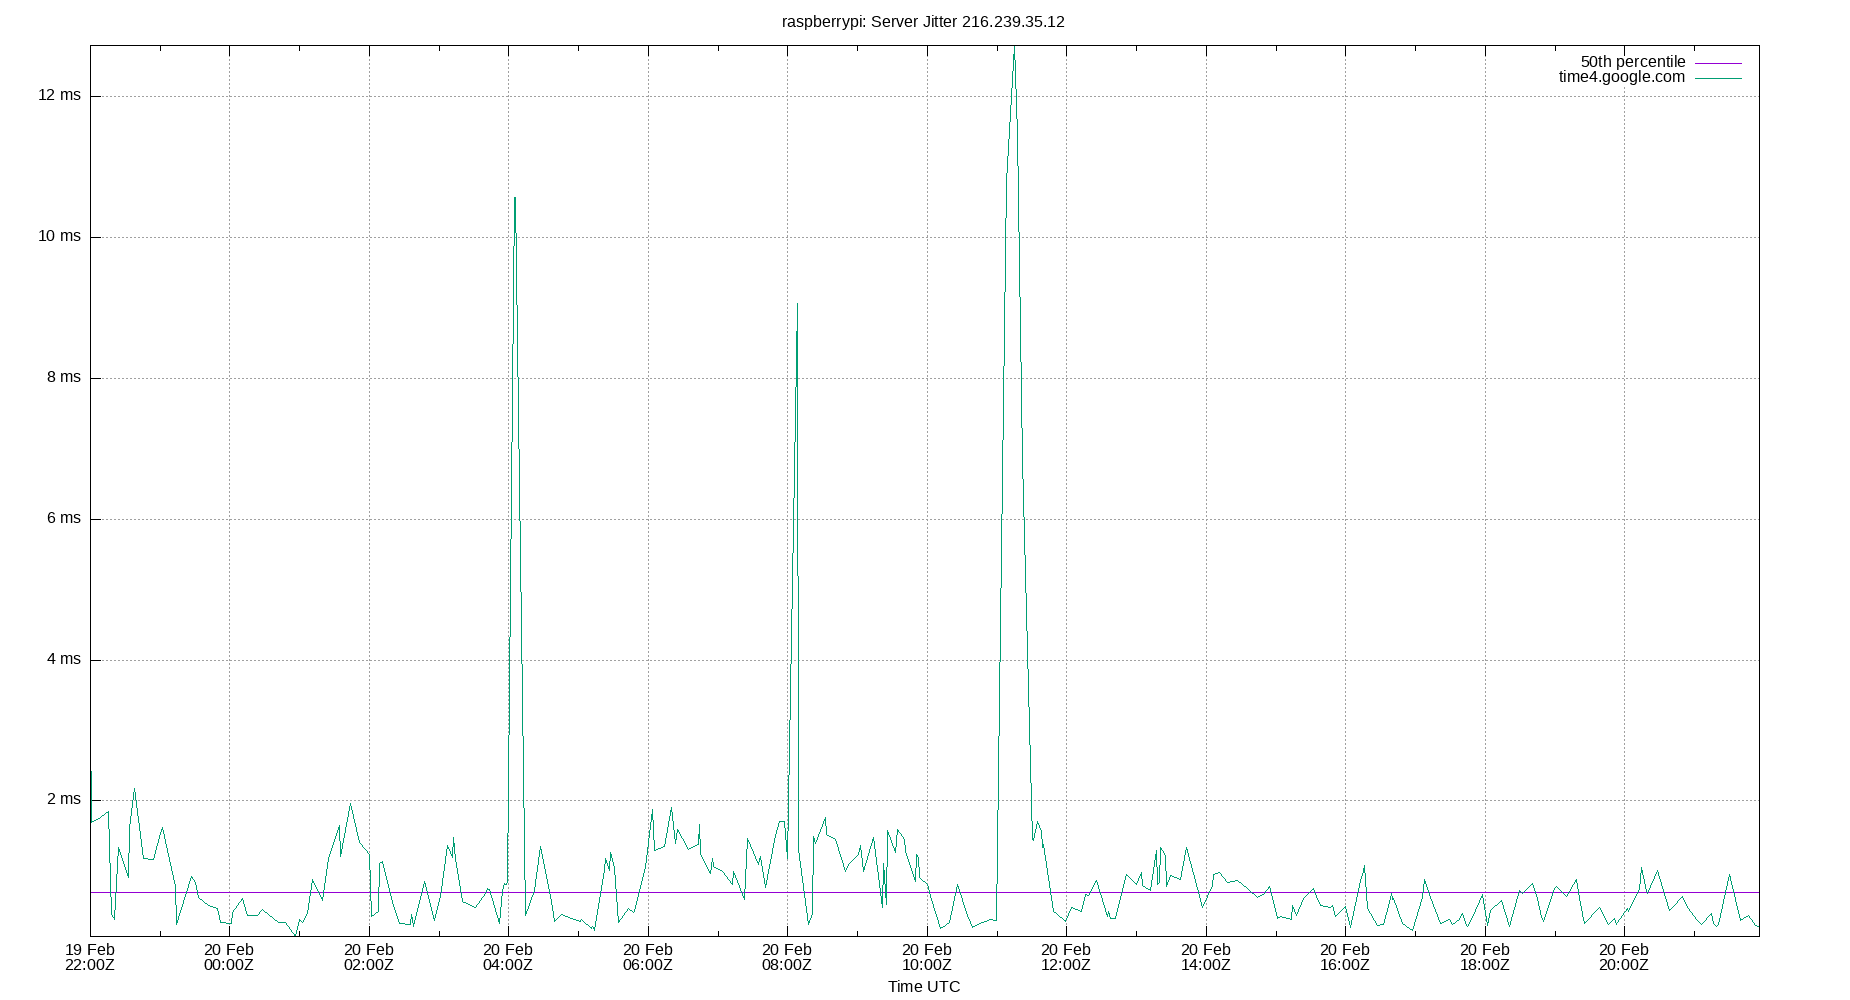 raspberrypi: Server Jitter 216.239.35.12
50th percentile
time4.google.com
12 ms
10 ms
8 ms
6 ms
4 ms
2 ms
19 Feb 20 Feb 20 Feb 20 Feb 20 Feb 20 Feb 20 Feb 20 Feb 20 Feb 20 Feb 20 Feb 20 Feb
22:00Z 00:00Z 02:00Z 04:00Z 06:00Z 08:00Z 10:00Z 12:00Z 14:00Z 16:00Z 18:00Z 20:00Z
Time UTC